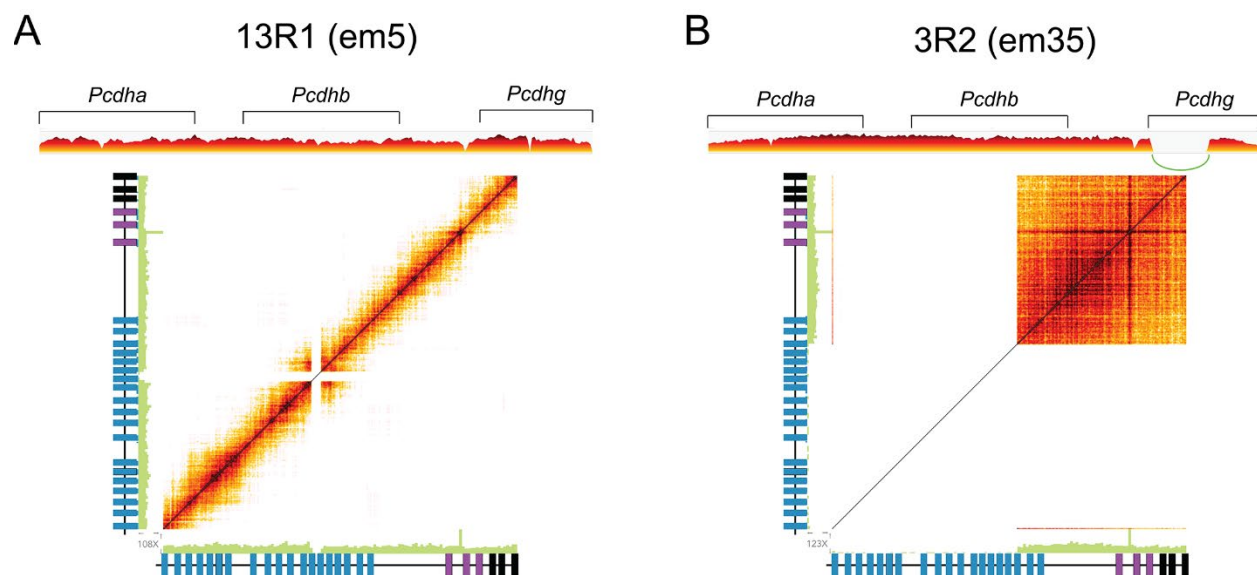 A
13R1 (em5)
Pcdha
Pcdhb
Pcdhg
108X
B
3R2 (em35)
Pcdha
Pcdhb
Pcdhg
123X